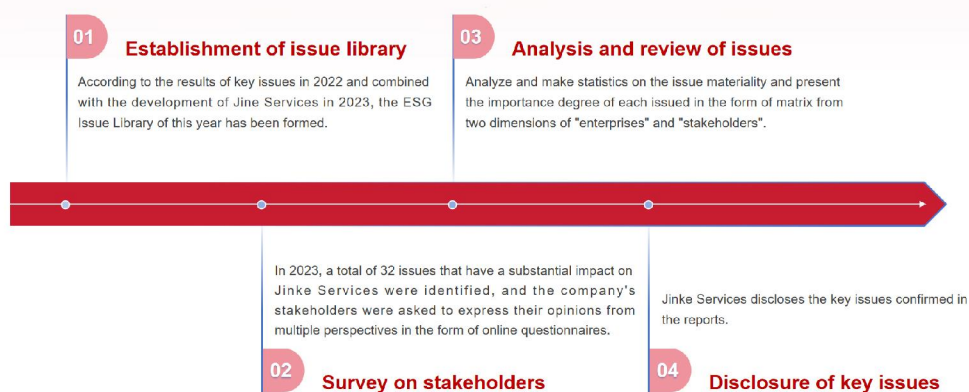 01
Establishment of issue library
According to the results of key issues in 2022 and combined
with the development of Jine Services in 2023, the ESG
Issue Library of this year has been formed.
03
Analysis and review of issues
Analyze and make statistics on the issue materiality and present
the importance degree of each issued in the form of matrix from
two dimensions of "enterprises" and "stakeholders".
In 2023, a total of 32 issues that have a substantial impact on
Jinke Services were identified, and the company's
stakeholders were asked to express their opinions from
multiple perspectives in the form of online questionnaires.
02
Survey on stakeholders
Jinke Services discloses the key issues confirmed in
the reports.
04
Disclosure of key issues